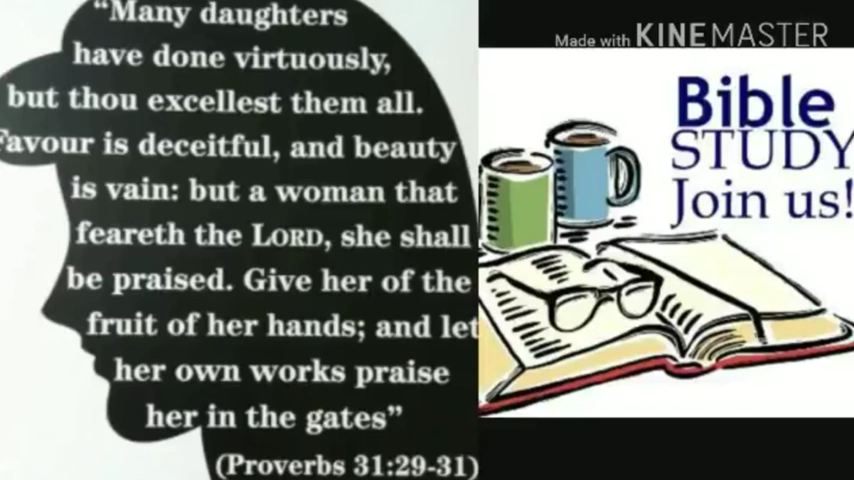 “Many daughters
have done virtuously,
but thou excellest them all.
Favour is deceitful, and beauty
is vain: but a woman that
feareth the LORD, she shall
be praised. Give her of the
fruit of her hands; and let
her own works praise
her in the gates”
(Proverbs 31:29-31)
Made with KINEMASTER
Bible
STUDY
Join us!